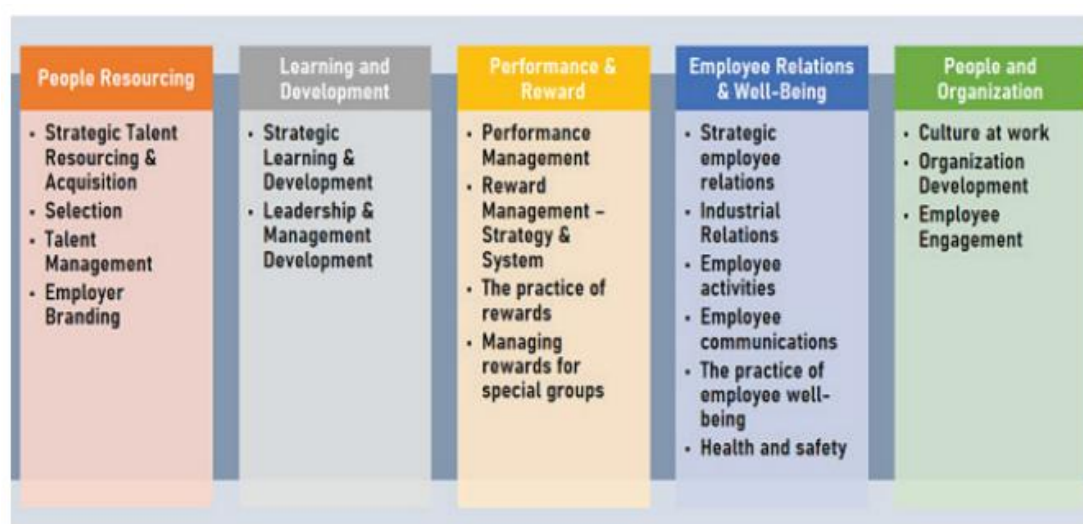 People Resourcing
• Strategic Talent
Resourcing &
Acquisition
• Selection
• Talent
Management
• Employer
Branding
Learning and
Development
• Strategic
Learning &
Development
• Leadership &
Management
Development
Performance &
Reward
• Performance
Management
• Reward
Management –
Strategy &
System
• The practice of
rewards
• Managing
rewards for
special groups
Employee Relations
& Well-Being
• Strategic
employee
relations
• Industrial
Relations
• Employee
activities
• Employee
communications
• The practice of
employee well-
being
• Health and safety
People and
Organization
• Culture at work
• Organization
Development
• Employee
Engagement